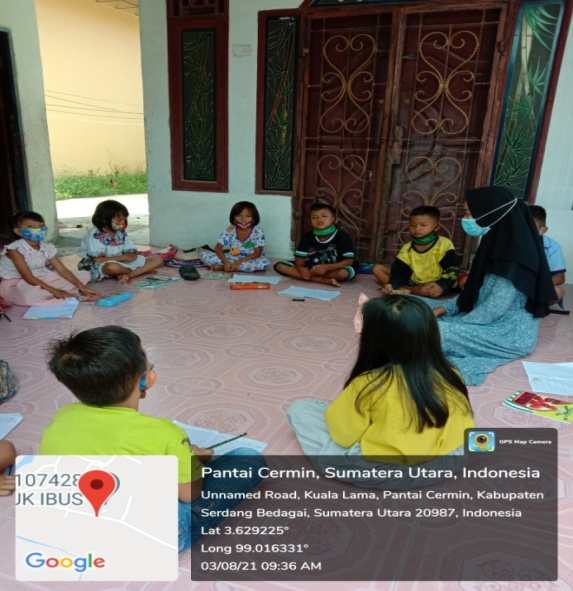 GPS Map Camera
107428
JK IBUS
Google
Pantai Cermin, Sumatera Utara, Indonesia
Unnamed Road, Kuala Lama, Pantai Cermin, Kabupaten
Serdang Bedagai, Sumatera Utara 20987, Indonesia
Lat 3.629225°
Long 99.016331°
03/08/21 09:36 AM